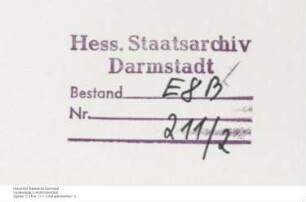 Hess. Staatsarchiv
Darmstadt
Bestand E8B
Nr. 211/2